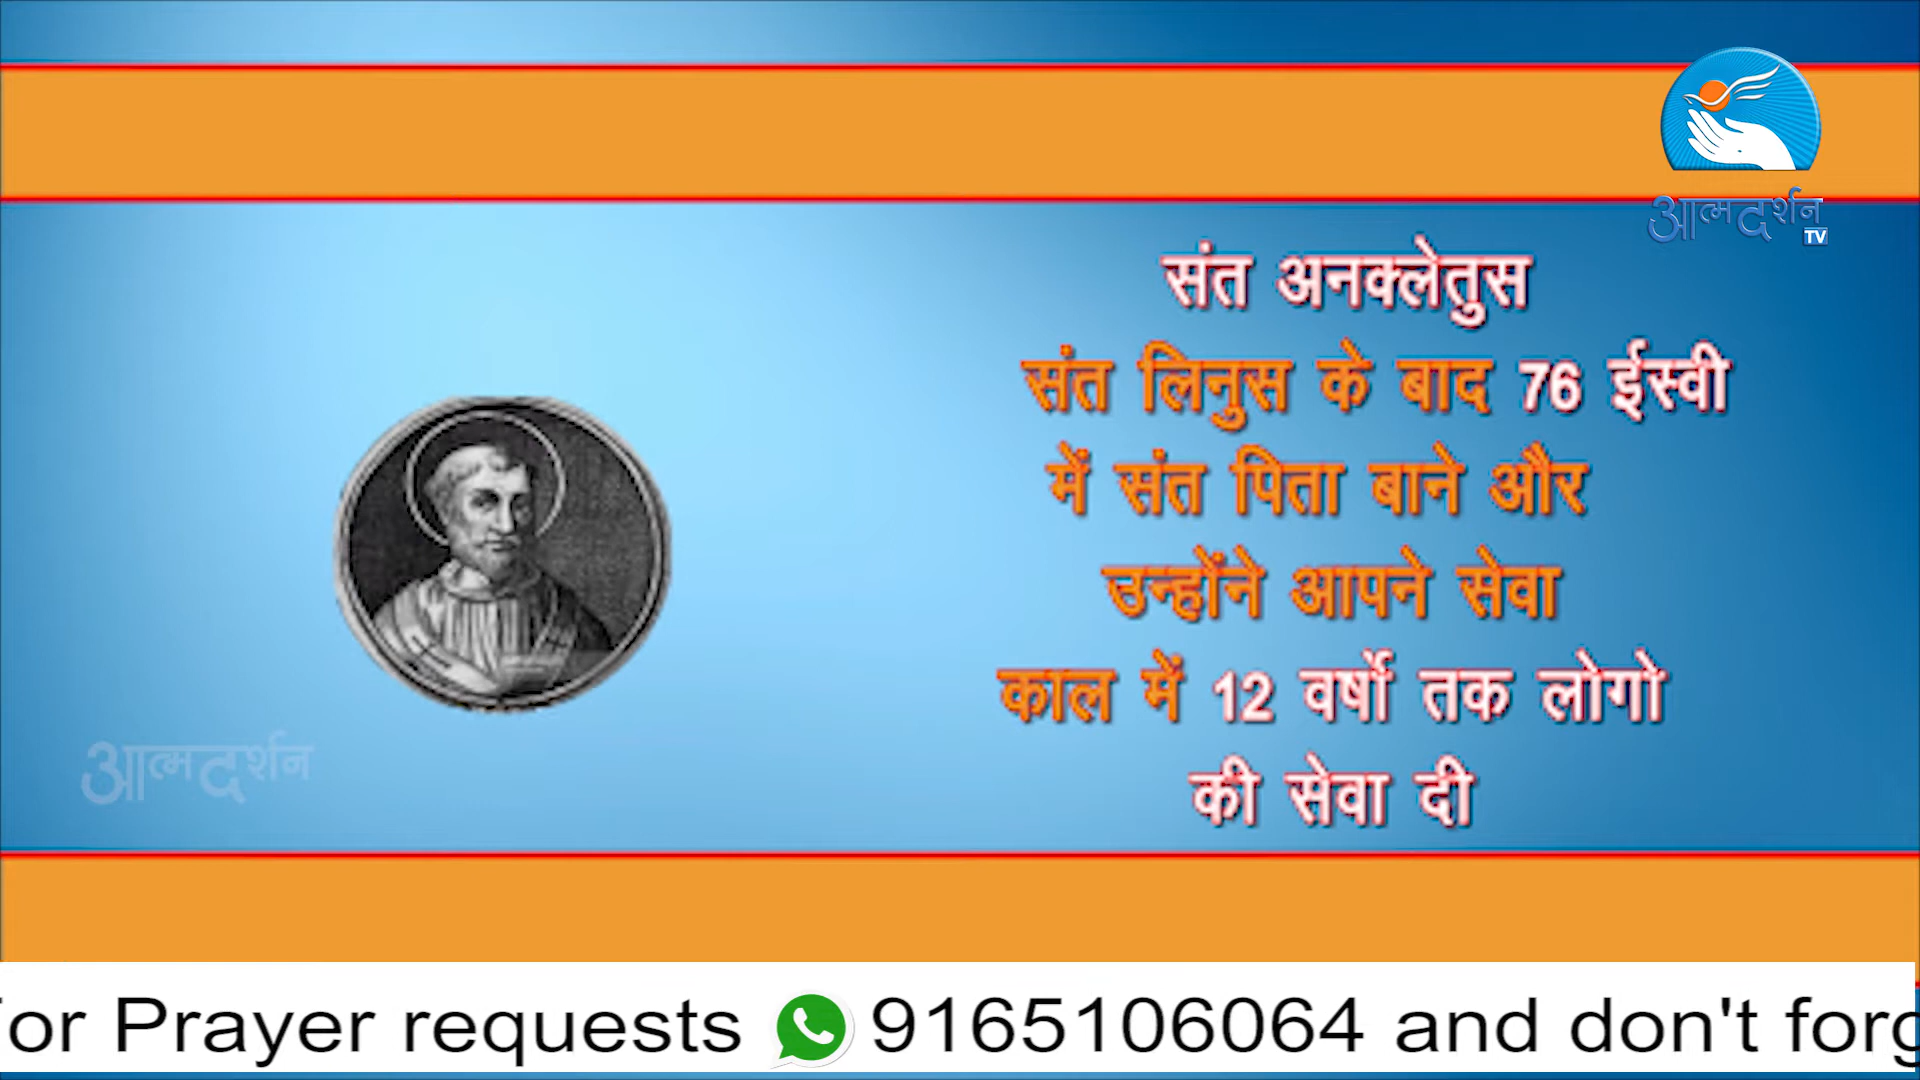 आत्मदर्शन
TV
संत अनक्लेतुस
संत लिनुस के बाद 76 ईस्वी
में संत पिता बाने और
उन्होंने आपने सेवा
काल में 12 वर्षो तक लोगो
की सेवा दी
आत्मदर्शन
for Prayer requests 9165106064 and don't forg